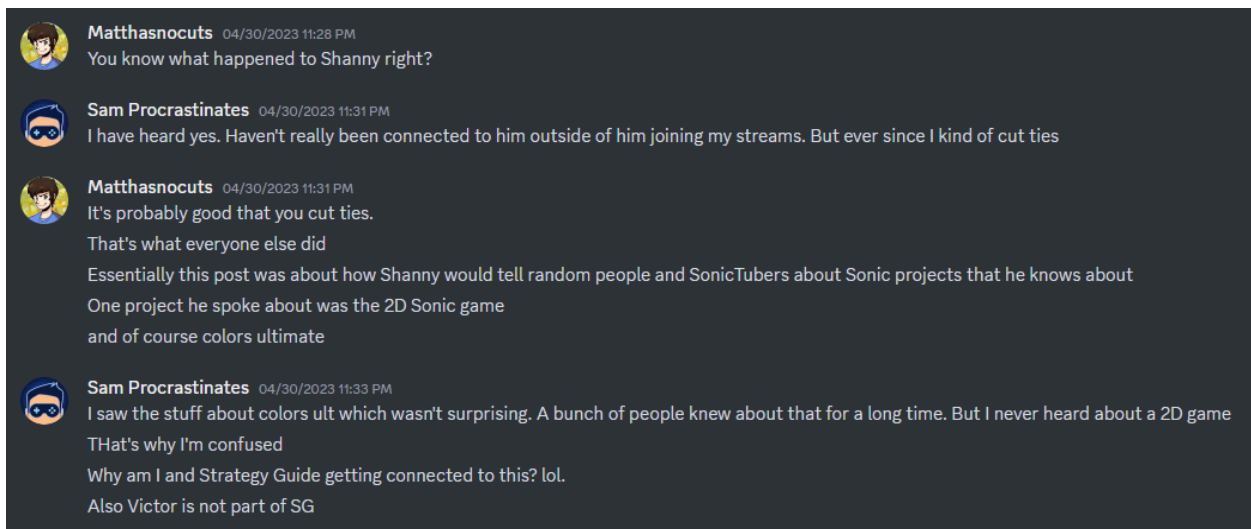 Matthasnocuts 04/30/2023 11:28 PM
You know what happened to Shanny right?
Sam Procrastinates 04/30/2023 11:31 PM
I have heard yes. Haven't really been connected to him outside of him joining my streams. But ever since I kind of cut ties
Matthasnocuts 04/30/2023 11:31 PM
It's probably good that you cut ties.
That's what everyone else did
Essentially this post was about how Shanny would tell random people and SonicTubers about Sonic projects that he knows about
One project he spoke about was the 2D Sonic game
and of course colors ultimate
Sam Procrastinates 04/30/2023 11:33 PM
I saw the stuff about colors ult which wasn't surprising. A bunch of people knew about that for a long time. But I never heard about a 2D game
THat's why I'm confused
Why am I and Strategy Guide getting connected to this? lol.
Also Victor is not part of SG